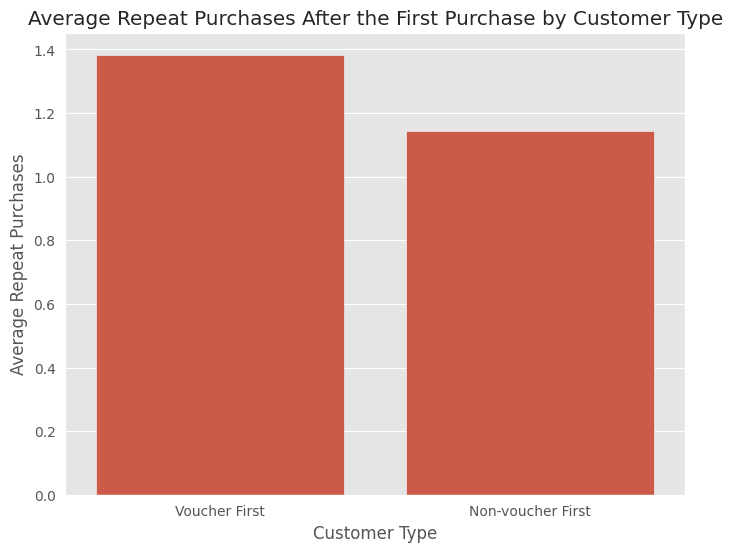 Average Repeat Purchases After the First Purchase by Customer Type
Average Repeat Purchases
1.4
1.2
1.0
0.8
0.6
0.4
0.2
0.0
Voucher First
Non-voucher First
Customer Type